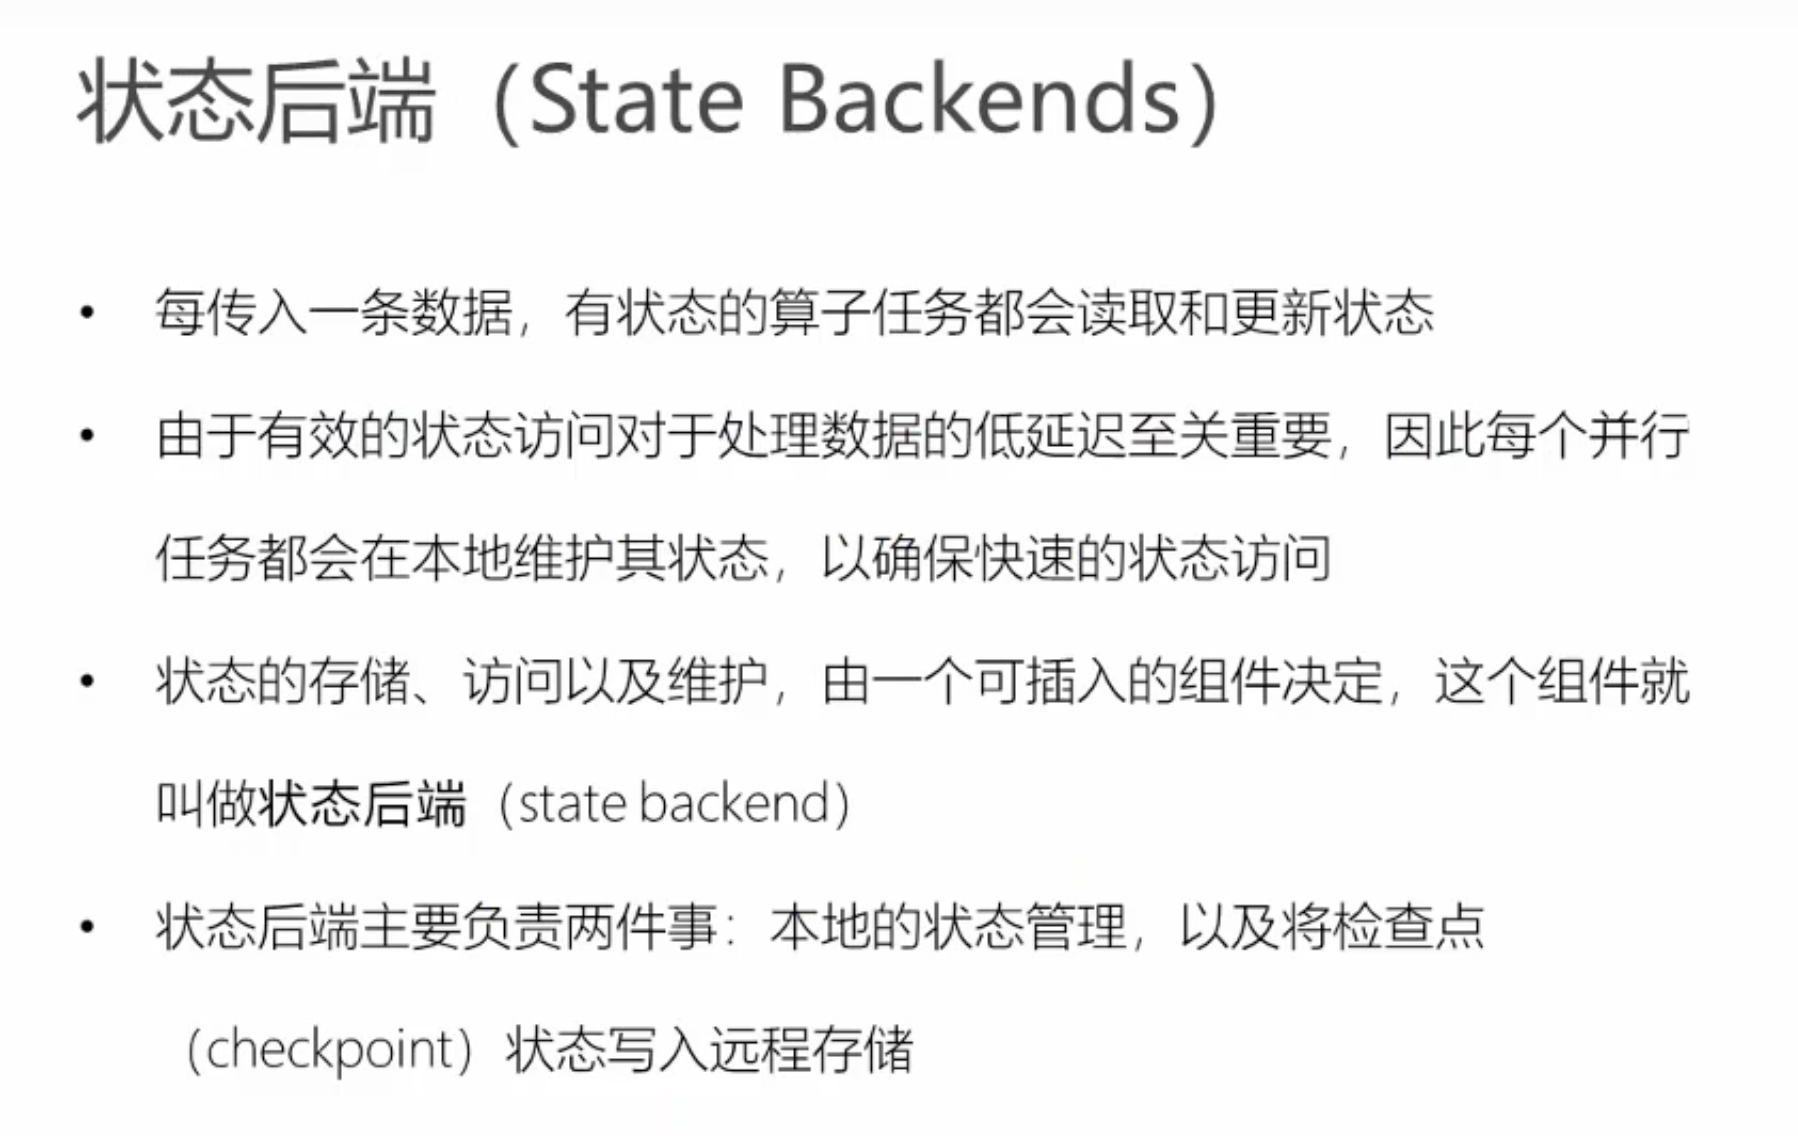 状态后端（State Backends）
• 每传入一条数据，有状态的算子任务都会读取和更新状态
• 由于有效的状态访问对于处理数据的低延迟至关重要，因此每个并行
任务都会在本地维护其状态，以确保快速的状态访问
• 状态的存储、访问以及维护，由一个可插入的组件决定，这个组件就
叫做状态后端（state backend）
• 状态后端主要负责两件事：本地的状态管理，以及将检查点
（checkpoint）状态写入远程存储